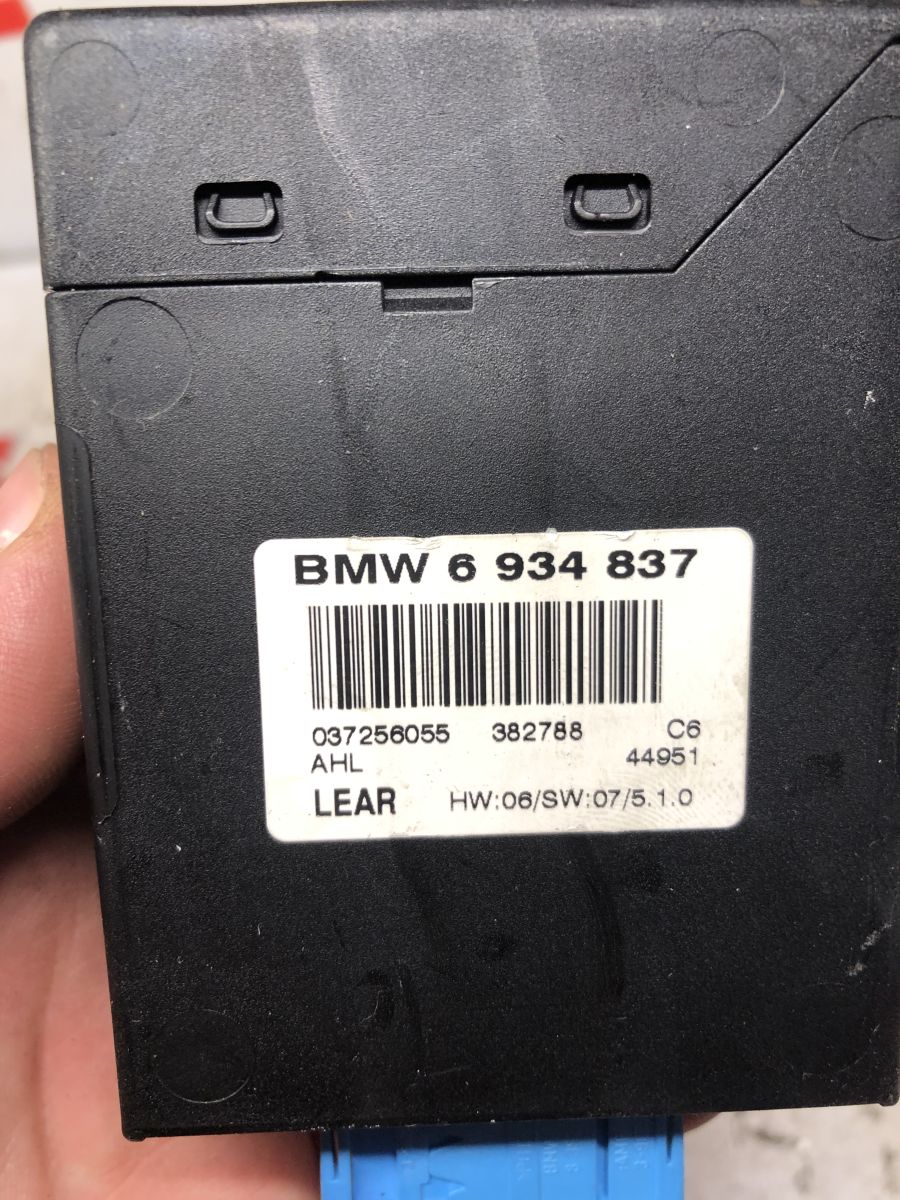 BMW 6 934 837
037256055 382788 C6
AHL 44951
LEAR HW:06/SW:07/5.1.0